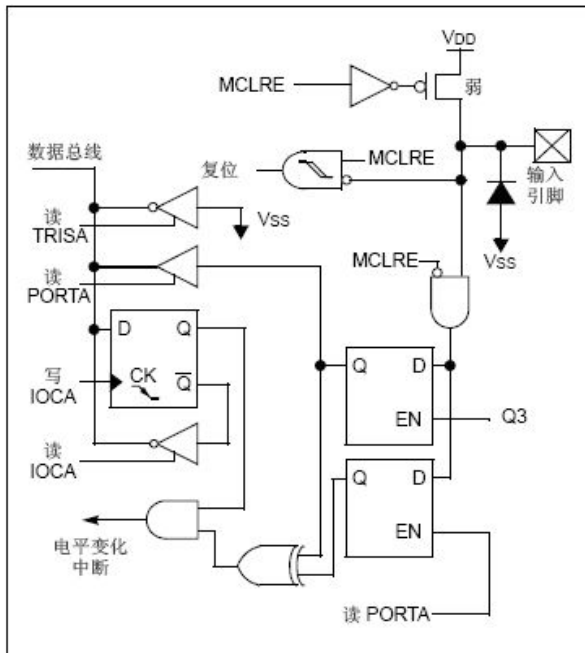 VDD
MCLRE
弱
数据总线
复位
MCLRE
输入
引脚
读
TRISA
VSS
VSS
读
PORTA
MCLRE
D
Q
Q
D
写
IOCA
CK
Q
EN
Q3
读
IOCA
Q
D
EN
电平变化
中断
读 PORTA